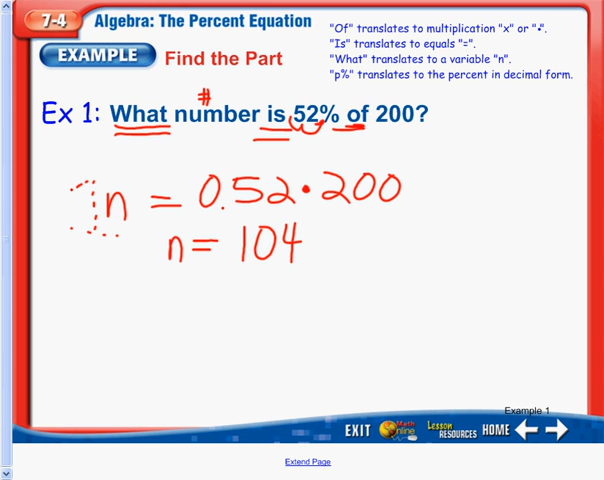 7-4 Algebra: The Percent Equation
"Of" translates to multiplication "x" or "•".
"Is" translates to equals "=".
"What" translates to a variable "n".
"p%" translates to the percent in decimal form.
EXAMPLE Find the Part
#
Ex 1: What number is 52% of 200?
n = 0.52 • 200
n = 104
Example 1
EXIT Math Online Lesson RESOURCES HOME
Extend Page